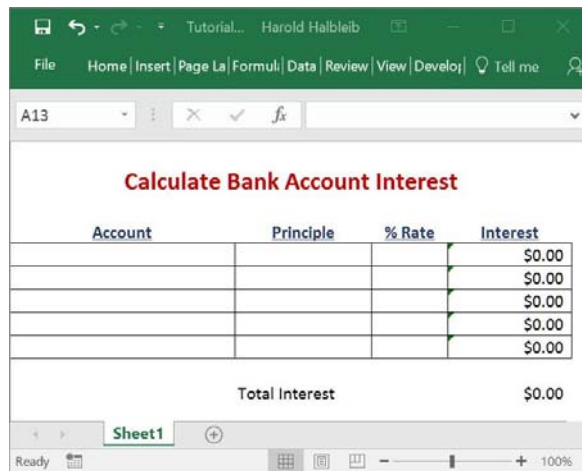 Tutorial... Harold Halbleib
File Home Insert Page La Formula Data Review View Develop Tell me
A13 fx
Calculate Bank Account Interest
Account Principle % Rate Interest
$0.00
$0.00
$0.00
$0.00
$0.00
Total Interest $0.00
Sheet1
Ready 100%